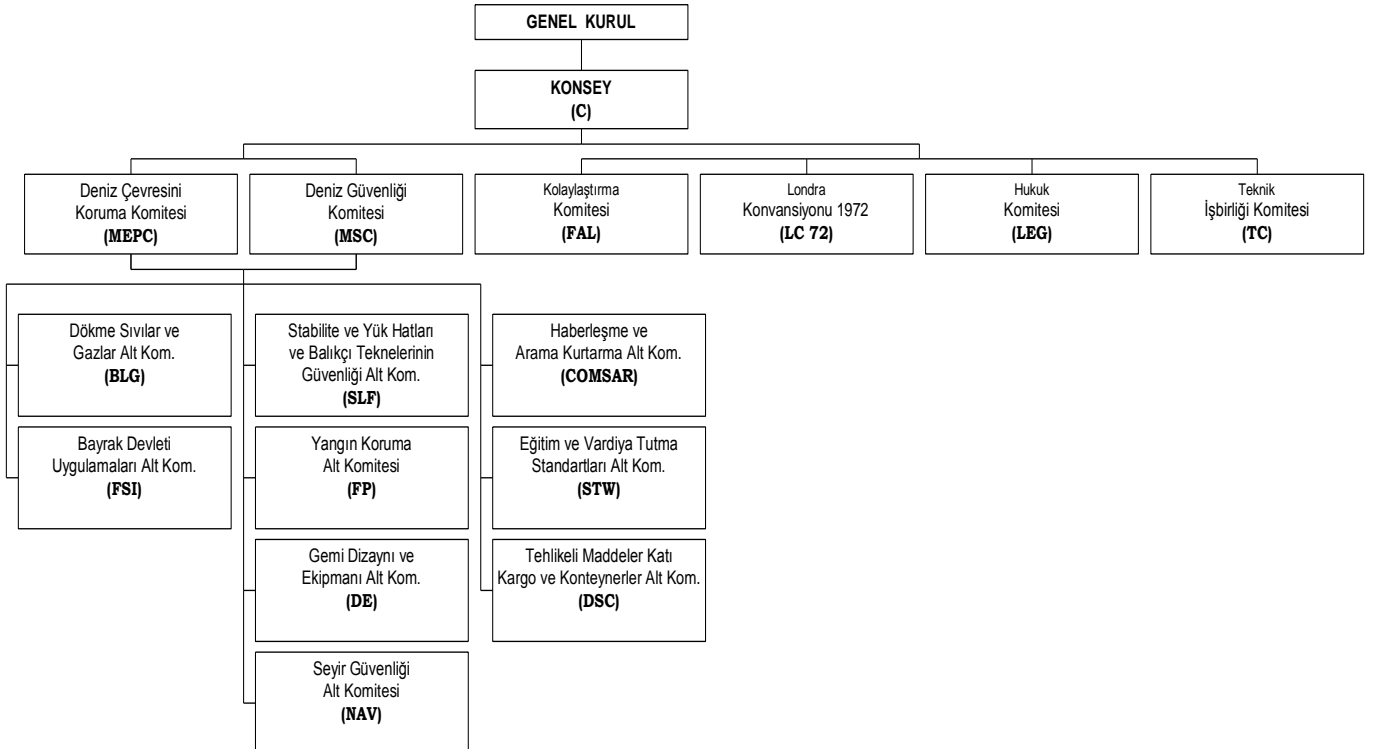 GENEL KURUL
KONSEY
(C)
Deniz Çevresini
Koruma Komitesi
(MEPC)
Deniz Güvenliği
Komitesi
(MSC)
Kolaylaştırma
Komitesi
(FAL)
Londra
Konvansiyonu 1972
(LC 72)
Hukuk
Komitesi
(LEG)
Teknik
İşbirliği Komitesi
(TC)
Dökme Sıvılar ve
Gazlar Alt Kom.
(BLG)
Stabilite ve Yük Hatları
ve Balıkçı Teknelerinin
Güvenliği Alt Kom.
(SLF)
Haberleşme ve
Arama Kurtarma Alt Kom.
(COMSAR)
Bayrak Devleti
Uygulamaları Alt Kom.
(FSI)
Yangın Koruma
Alt Komitesi
(FP)
Eğitim ve Vardiya Tutma
Standartları Alt Kom.
(STW)
Gemi Dizaynı ve
Ekipmanı Alt Kom.
(DE)
Tehlikeli Maddeler Katı
Kargo ve Konteynerler Alt Kom.
(DSC)
Seyir Güvenliği
Alt Komitesi
(NAV)